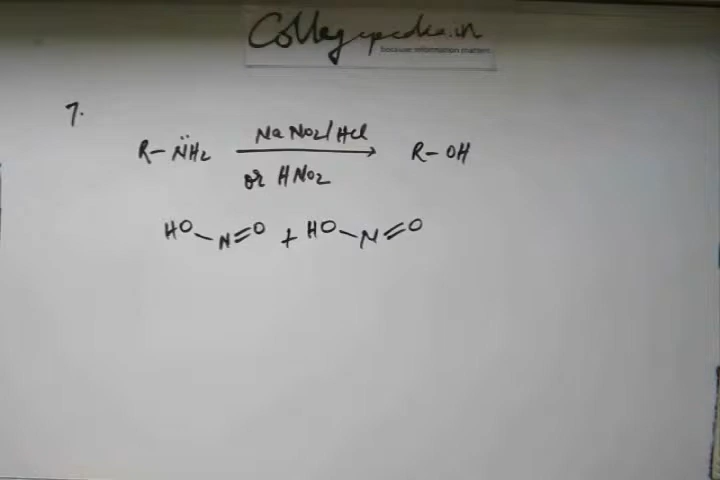 Collegepedia.in
because information matters
7.
R-N̈H2 NaNO2/HCl R-OH
or HNO2
HO-N=O + HO-N=O